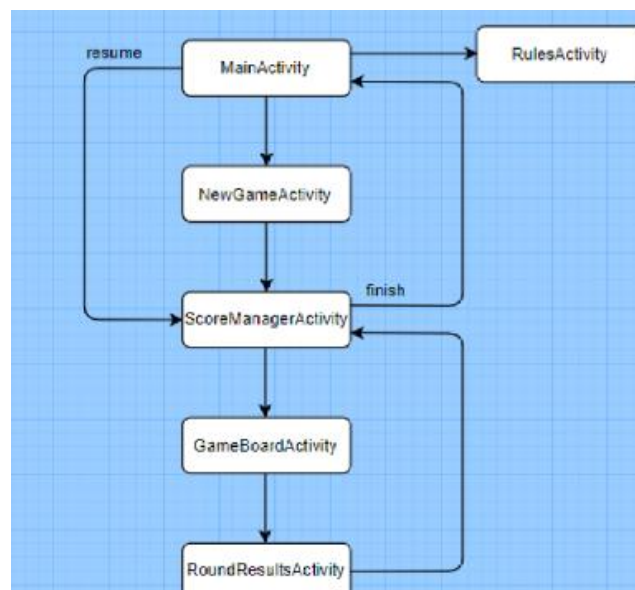 resume
MainActivity
RulesActivity
NewGameActivity
finish
ScoreManagerActivity
GameBoardActivity
RoundResultsActivity